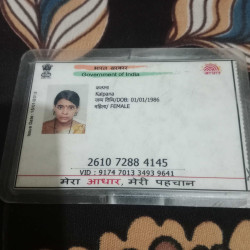 भारत सरकार
Government of India
Kalpana
जन्म तिथि/DOB: 01/01/1986
महिला/ FEMALE
2610 7288 4145
VID : 9174 7013 3493 9641
मेरा आधार, मेरी पहचान